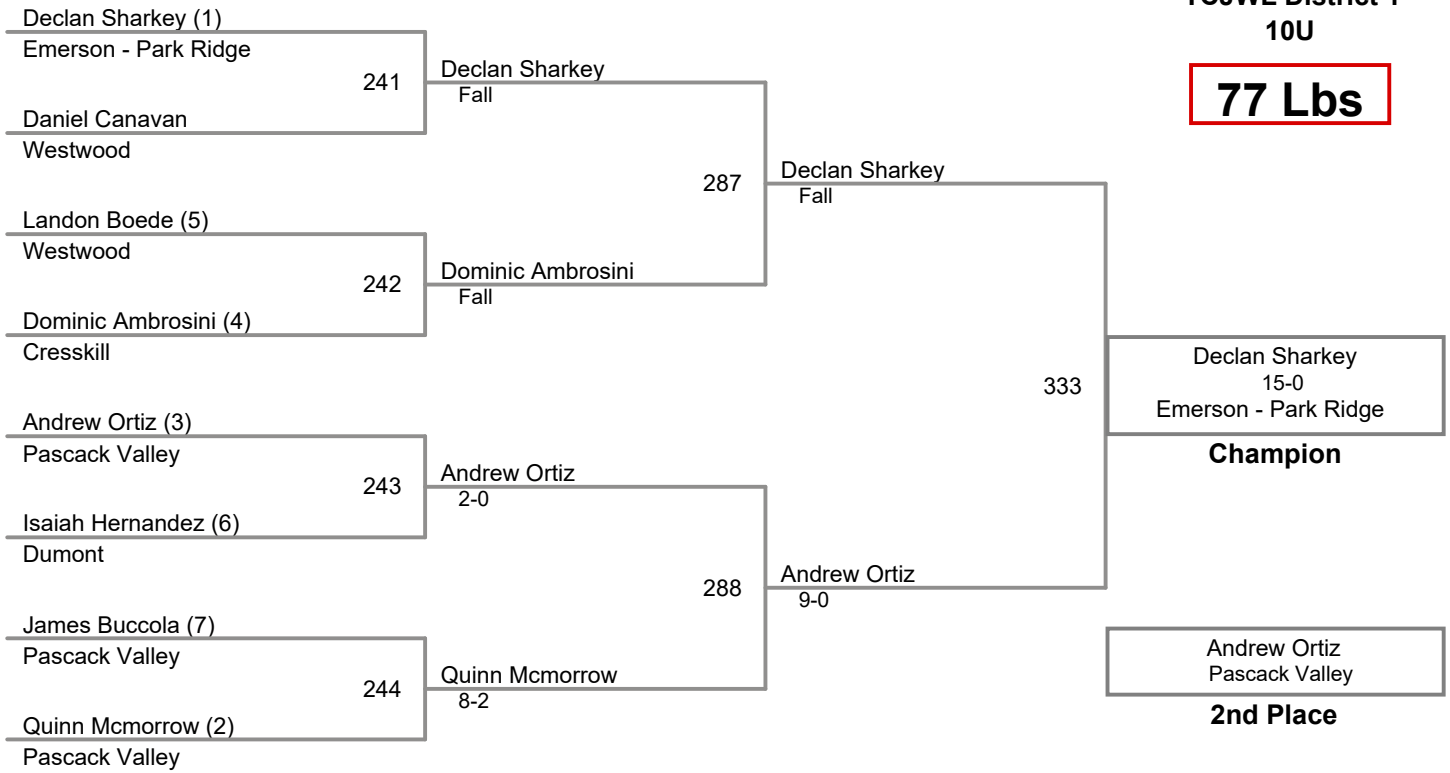 Declan Sharkey (1)
Emerson - Park Ridge
241
Daniel Canavan
Westwood
Landon Boede (5)
Westwood
242
Dominic Ambrosini (4)
Cresskill
Andrew Ortiz (3)
Pascack Valley
243
Isaiah Hernandez (6)
Dumont
James Buccola (7)
Pascack Valley
244
Quinn Mcmorrow (2)
Pascack Valley
Declan Sharkey
Fall
287
Dominic Ambrosini
Fall
Andrew Ortiz
2-0
288
Quinn Mcmorrow
8-2
Declan Sharkey
Fall
333
Andrew Ortiz
9-0
District
10U
77 Lbs
Declan Sharkey
15-0
Emerson - Park Ridge
Champion
Andrew Ortiz
Pascack Valley
2nd Place